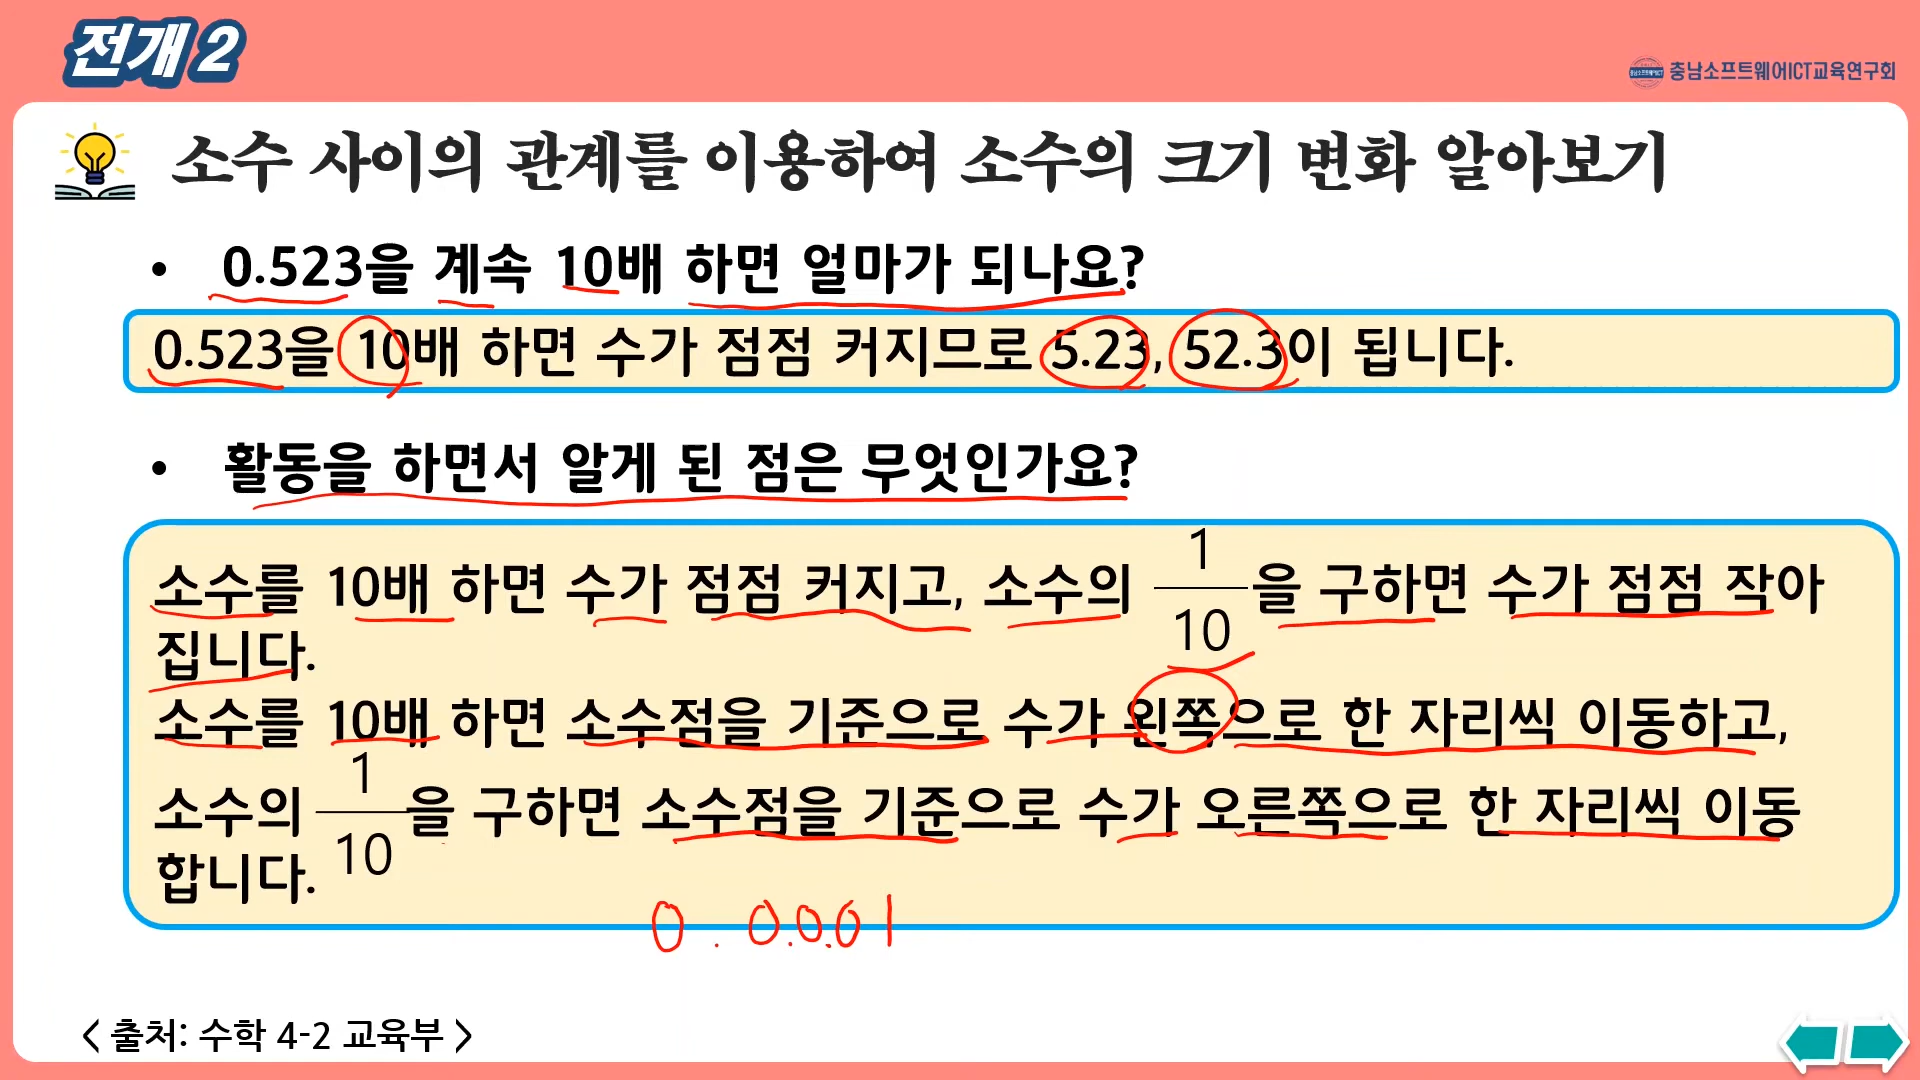 전개 2
충남소프트웨어ICT교육연구회
소수 사이의 관계를 이용하여 소수의 크기 변화 알아보기
• 0.523을 계속 10배 하면 얼마가 되나요?
0.523을 10배 하면 수가 점점 커지므로 5.23, 52.3이 됩니다.
• 활동을 하면서 알게 된 점은 무엇인가요?
소수를 10배 하면 수가 점점 커지고, 소수의 1/10을 구하면 수가 점점 작아
집니다.
소수를 10배 하면 소수점을 기준으로 수가 왼쪽으로 한 자리씩 이동하고,
소수의 1/10을 구하면 소수점을 기준으로 수가 오른쪽으로 한 자리씩 이동
합니다.
0.0.0.01
< 출처: 수학 4-2 교육부 >